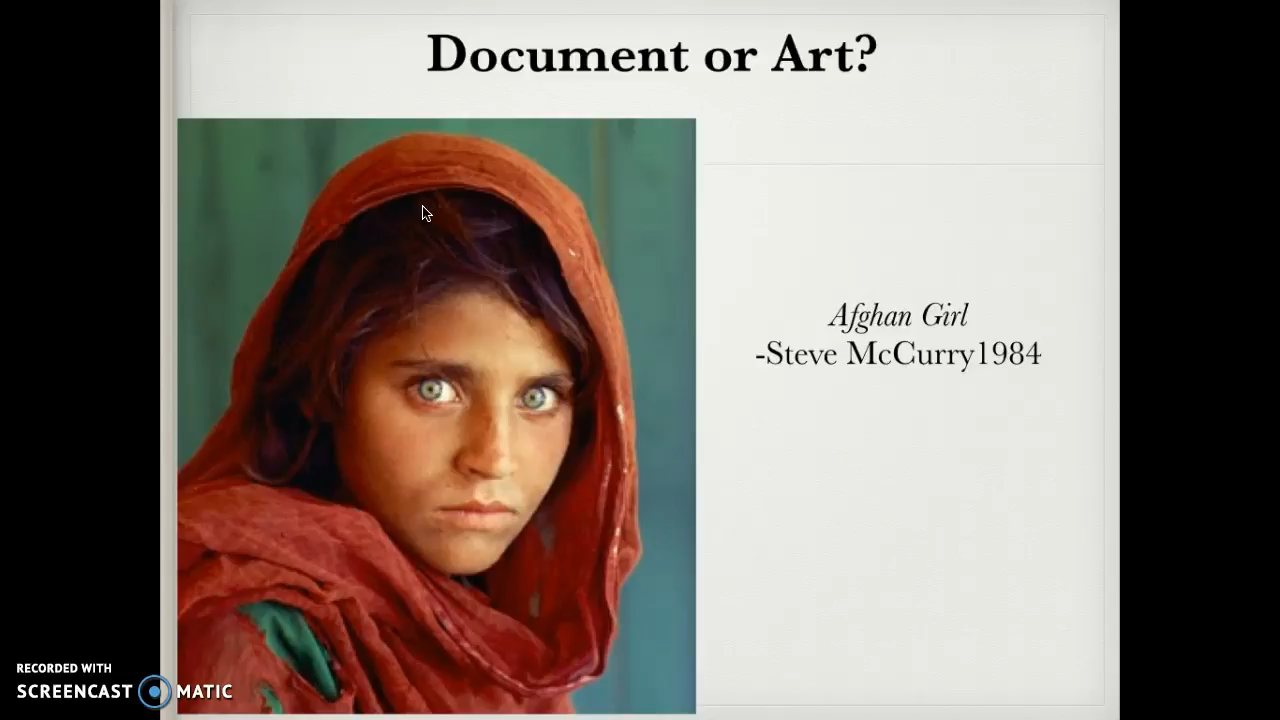 Document or Art?
Afghan Girl
-Steve McCurry1984
RECORDED WITH
SCREENCAST MATIC